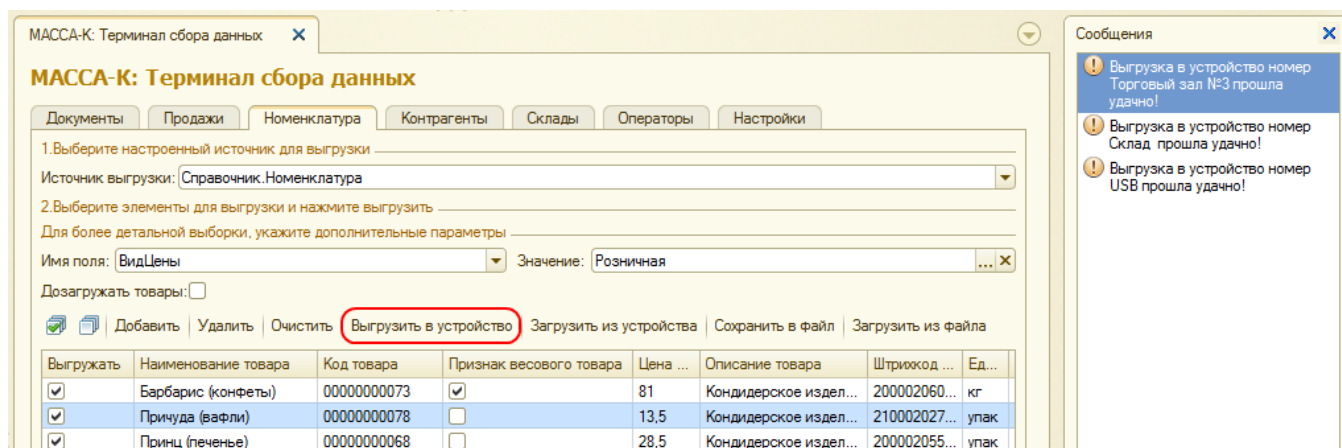 МАССА-К: Терминал сбора данных
МАССА-К: Терминал сбора данных
Документы Продажи Номенклатура Контрагенты Склады Операторы Настройки
1.Выберите настроенный источник для выгрузки
Источник выгрузки: Справочник.Номенклатура
2.Выберите элементы для выгрузки и нажмите выгрузить
Для более детальной выборки, укажите дополнительные параметры
Имя поля: ВидЦены Значение: Розничная ...
Дозагружать товары:
Добавить Удалить Очистить Выгрузить в устройство Загрузить из устройства Сохранить в файл Загрузить из файла
Выгружать Наименование товара Код товара Признак весового товара Цена ... Описание товара Штрихкод ... Ед...
Барбарис (конфеты) 00000000073 81 Кондидерское издел... 200002060... кг
Причуда (вафли) 00000000078 13,5 Кондидерское издел... 210002027... упак
Принц (печенье) 00000000068 28,5 Кондидерское издел... 200002055... упак
Сообщения
Выгрузка в устройство номер
Торговый зал №3 прошла
удачно!
Выгрузка в устройство номер
Склад прошла удачно!
Выгрузка в устройство номер
USB прошла удачно!